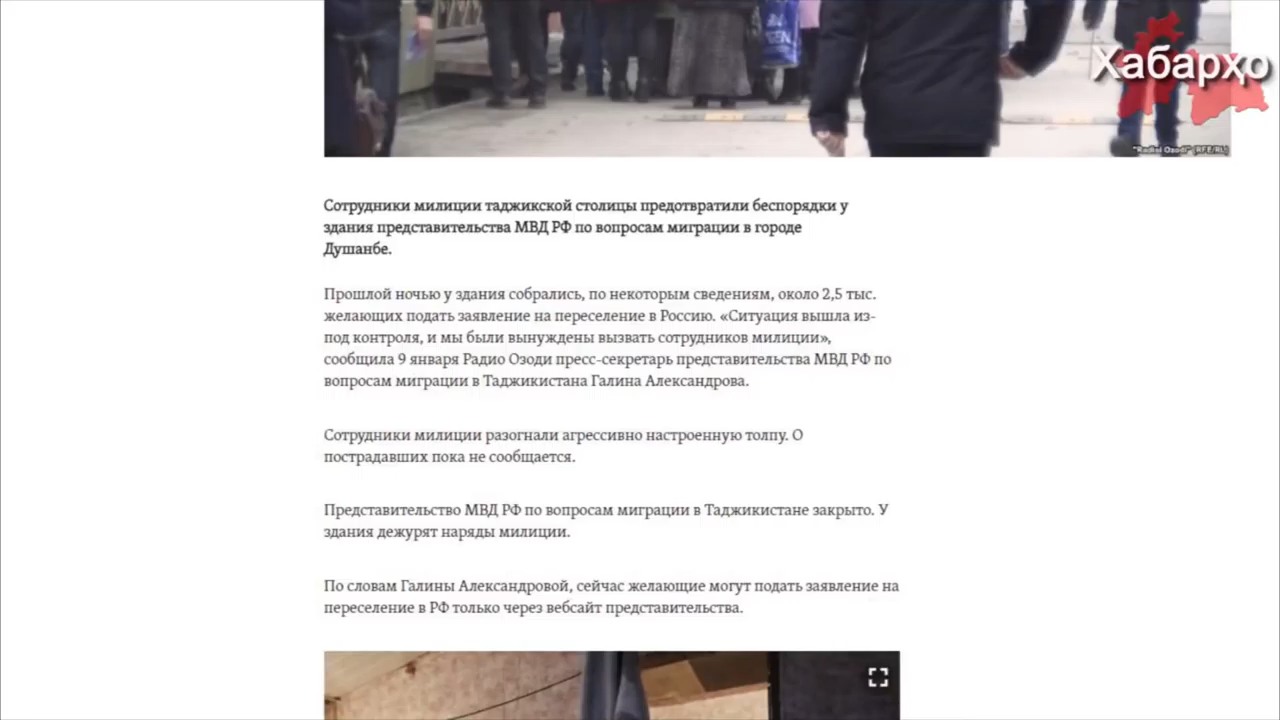 Хабарҳо
"Radioi Ozodi" (RFE/RL)
Сотрудники милиции таджикской столицы предотвратили беспорядки у
здания представительства МВД РФ по вопросам миграции в городе
Душанбе.
Прошлой ночью у здания собрались, по некоторым сведениям, около 2,5 тыс.
желающих подать заявление на переселение в Россию. «Ситуация вышла из-
под контроля, и мы были вынуждены вызвать сотрудников милиции»,
сообщила 9 января Радио Озоди пресс-секретарь представительства МВД РФ по
вопросам миграции в Таджикистана Галина Александрова.
Сотрудники милиции разогнали агрессивно настроенную толпу. О
пострадавших пока не сообщается.
Представительство МВД РФ по вопросам миграции в Таджикистане закрыто. У
здания дежурят наряды милиции.
По словам Галины Александровой, сейчас желающие могут подать заявление на
переселение в РФ только через вебсайт представительства.